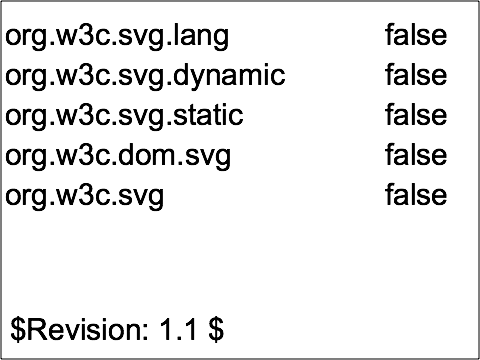 org.w3c.svg.lang false
org.w3c.svg.dynamic false
org.w3c.svg.static false
org.w3c.dom.svg false
org.w3c.svg false
$Revision: 1.1 $